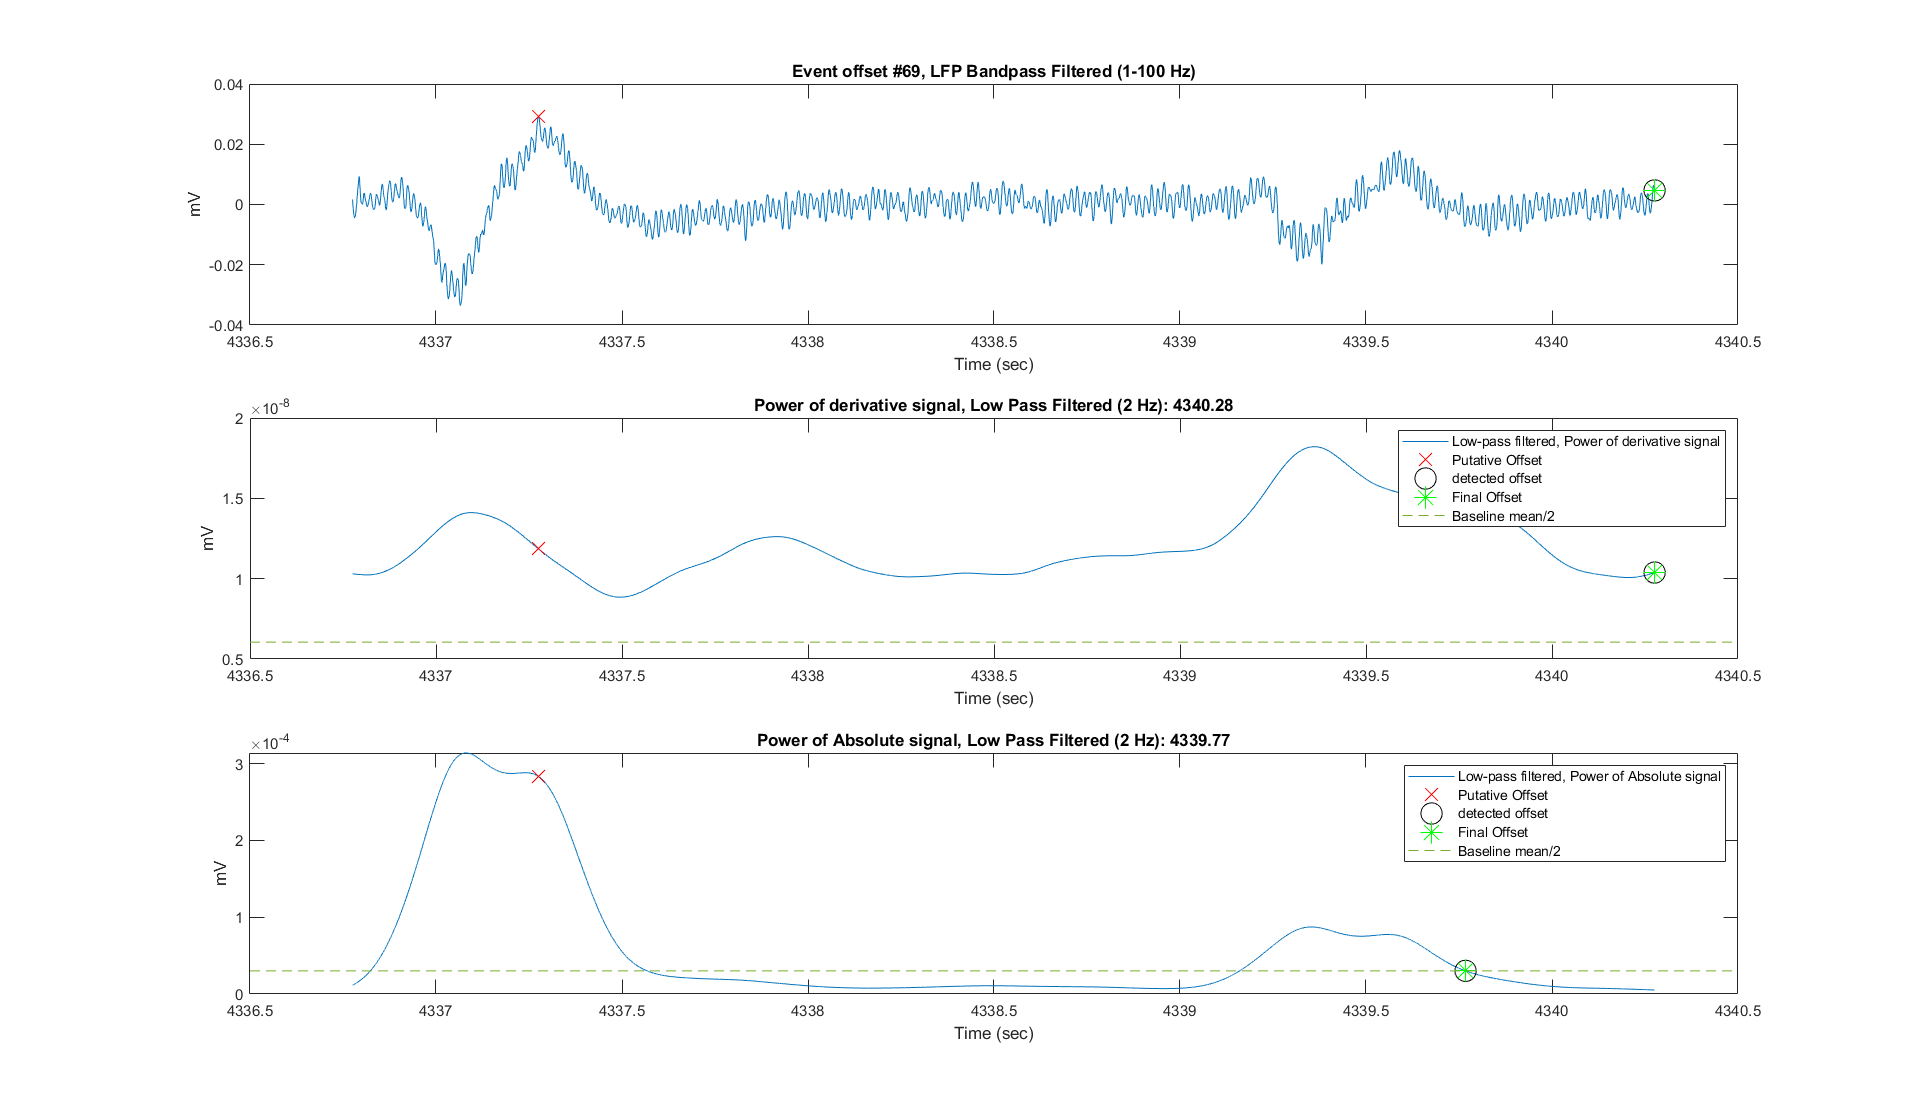 Event offset #69, LFP Bandpass Filtered (1-100 Hz)
0.04
0.02
0
-0.02
-0.04
mV
4336.5 4337 4337.5 4338 4338.5 4339 4339.5 4340 4340.5
Time (sec)
Power of derivative signal, Low Pass Filtered (2 Hz): 4340.28
×10^-8
2
1.5
1
0.5
mV
Low-pass filtered, Power of derivative signal
Putative Offset
detected offset
Final Offset
Baseline mean/2
4336.5 4337 4337.5 4338 4338.5 4339 4339.5 4340 4340.5
Time (sec)
Power of Absolute signal, Low Pass Filtered (2 Hz): 4339.77
×10^-4
3
2
1
0
mV
Low-pass filtered, Power of Absolute signal
Putative Offset
detected offset
Final Offset
Baseline mean/2
4336.5 4337 4337.5 4338 4338.5 4339 4339.5 4340 4340.5
Time (sec)